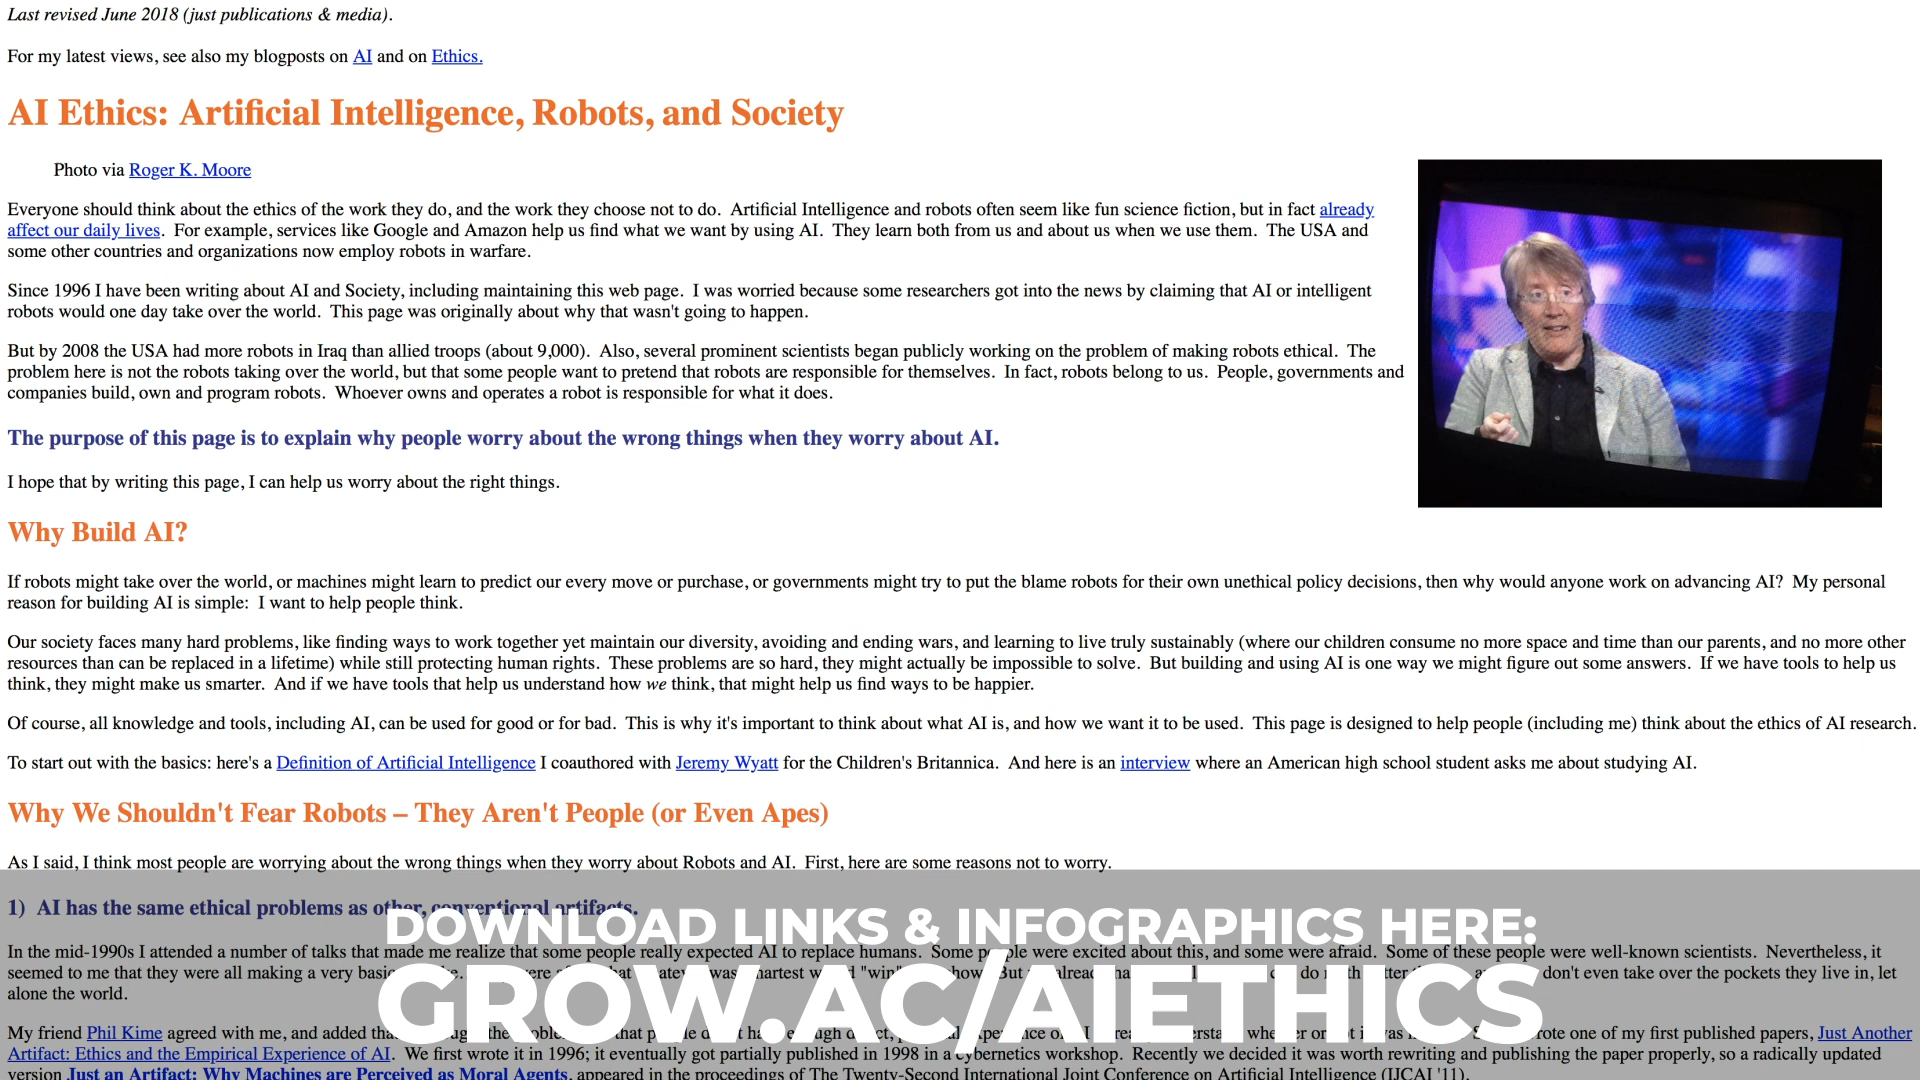 Last revised June 2018 (just publications & media).
For my latest views, see also my blogposts on AI and on Ethics.
AI Ethics: Artificial Intelligence, Robots, and Society
Photo via Roger K. Moore
Everyone should think about the ethics of the work they do, and the work they choose not to do. Artificial Intelligence and robots often seem like fun science fiction, but in fact already
affect our daily lives. For example, services like Google and Amazon help us find what we want by using AI. They learn both from us and about us when we use them. The USA and
some other countries and organizations now employ robots in warfare.
Since 1996 I have been writing about AI and Society, including maintaining this web page. I was worried because some researchers got into the news by claiming that AI or intelligent
robots would one day take over the world. This page was originally about why that wasn't going to happen.
But by 2008 the USA had more robots in Iraq than allied troops (about 9,000). Also, several prominent scientists began publicly working on the problem of making robots ethical. The
problem here is not the robots taking over the world, but that some people want to pretend that robots are responsible for themselves. In fact, robots belong to us. People, governments and
companies build, own and program robots. Whoever owns and operates a robot is responsible for what it does.
The purpose of this page is to explain why people worry about the wrong things when they worry about AI.
I hope that by writing this page, I can help us worry about the right things.
Why Build AI?
If robots might take over the world, or machines might learn to predict our every move or purchase, or governments might try to put the blame robots for their own unethical policy decisions, then why would anyone work on advancing AI? My personal
reason for building AI is simple: I want to help people think.
Our society faces many hard problems, like finding ways to work together yet maintain our diversity, avoiding and ending wars, and learning to live truly sustainably (where our children consume no more space and time than our parents, and no more other
resources than can be replaced in a lifetime) while still protecting human rights. These problems are so hard, they might actually be impossible to solve. But building and using AI is one way we might figure out some answers. If we have tools to help us
think, they might make us smarter. And if we have tools that help us understand how we think, that might help us find ways to be happier.
Of course, all knowledge and tools, including AI, can be used for good or for bad. This is why it's important to think about what AI is, and how we want it to be used. This page is designed to help people (including me) think about the ethics of AI research.
To start out with the basics: here's a Definition of Artificial Intelligence I coauthored with Jeremy Wyatt for the Children's Britannica. And here is an interview where an American high school student asks me about studying AI.
Why We Shouldn't Fear Robots – They Aren't People (or Even Apes)
As I said, I think most people are worrying about the wrong things when they worry about Robots and AI. First, here are some reasons not to worry.
1) AI has the same ethical problems as other, conventional artifacts.
DOWNLOAD LINKS & INFOGRAPHICS HERE:
In the mid-1990s I attended a number of talks that made me realize that some people really expected AI to replace humans. Some people were excited about this, and some were afraid. Some of these people were well-known scientists. Nevertheless, it
seemed to me that they were all making a very basic don't even take over the pockets they live in, let
alone the world.
GROW.AC/AIETHICS
My friend Phil Kime agreed with me, and added rote one of my first published papers, Just Another
Artifact: Ethics and the Empirical Experience of AI. We first wrote it in 1996; it eventually got partially published in 1998 in a cybernetics workshop. Recently we decided it was worth rewriting and publishing the paper properly, so a radically updated
version Just an Artifact: Why Machines are Perceived as Moral Agents, appeared in the proceedings of The Twenty-Second International Joint Conference on Artificial Intelligence (IJCAI '11).